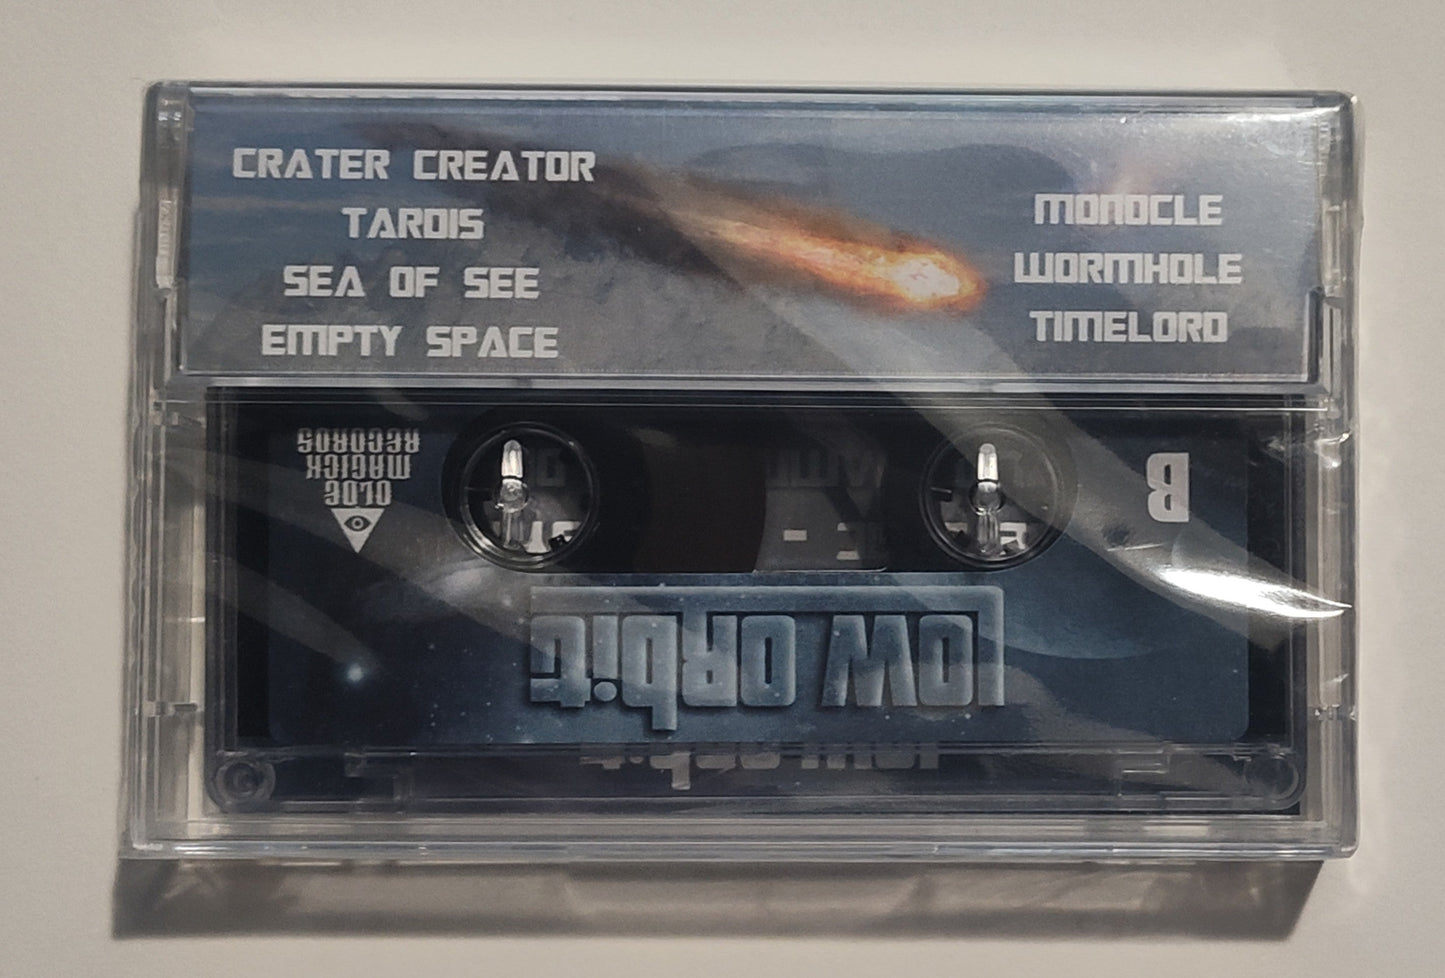 CRATER CREATOR
TARDIS
SEA OF SEE
EMPTY SPACE
MONOCLE
WORMHOLE
TIMELORD
OLDE
MAGICK
RECORDS
B
LOW ORBIT